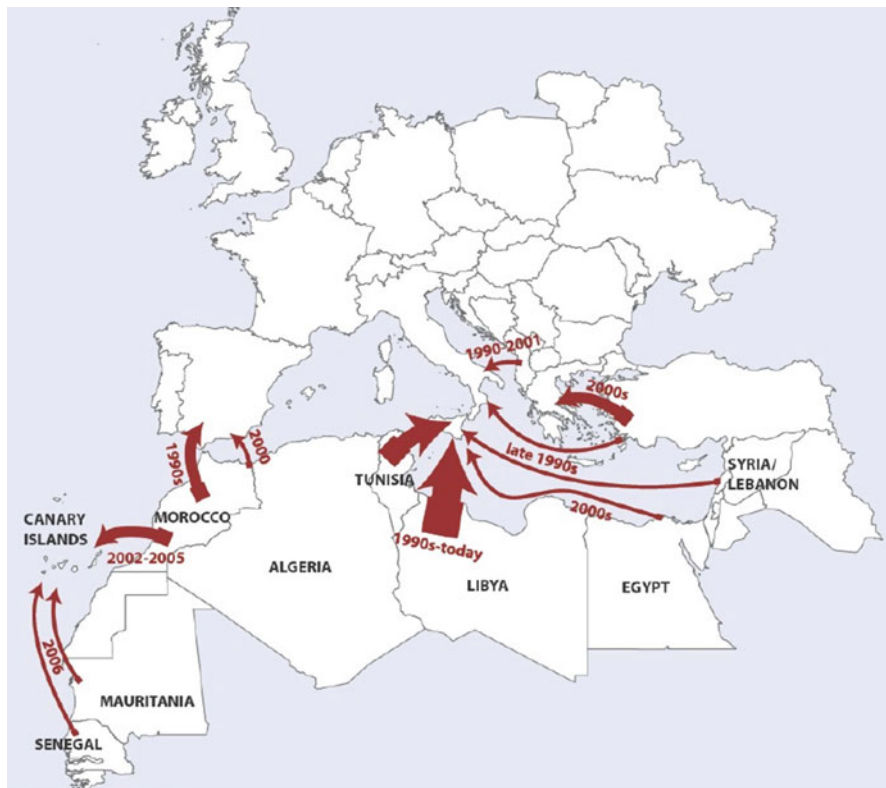 1990-2001
2000s
1990s
2000
late 1990s
TUNISIA
SYRIA/
LEBANON
CANARY
ISLANDS
MOROCCO
2000s
1990s-today
2002-2005
ALGERIA
LIBYA
EGYPT
2006
MAURITANIA
SENEGAL